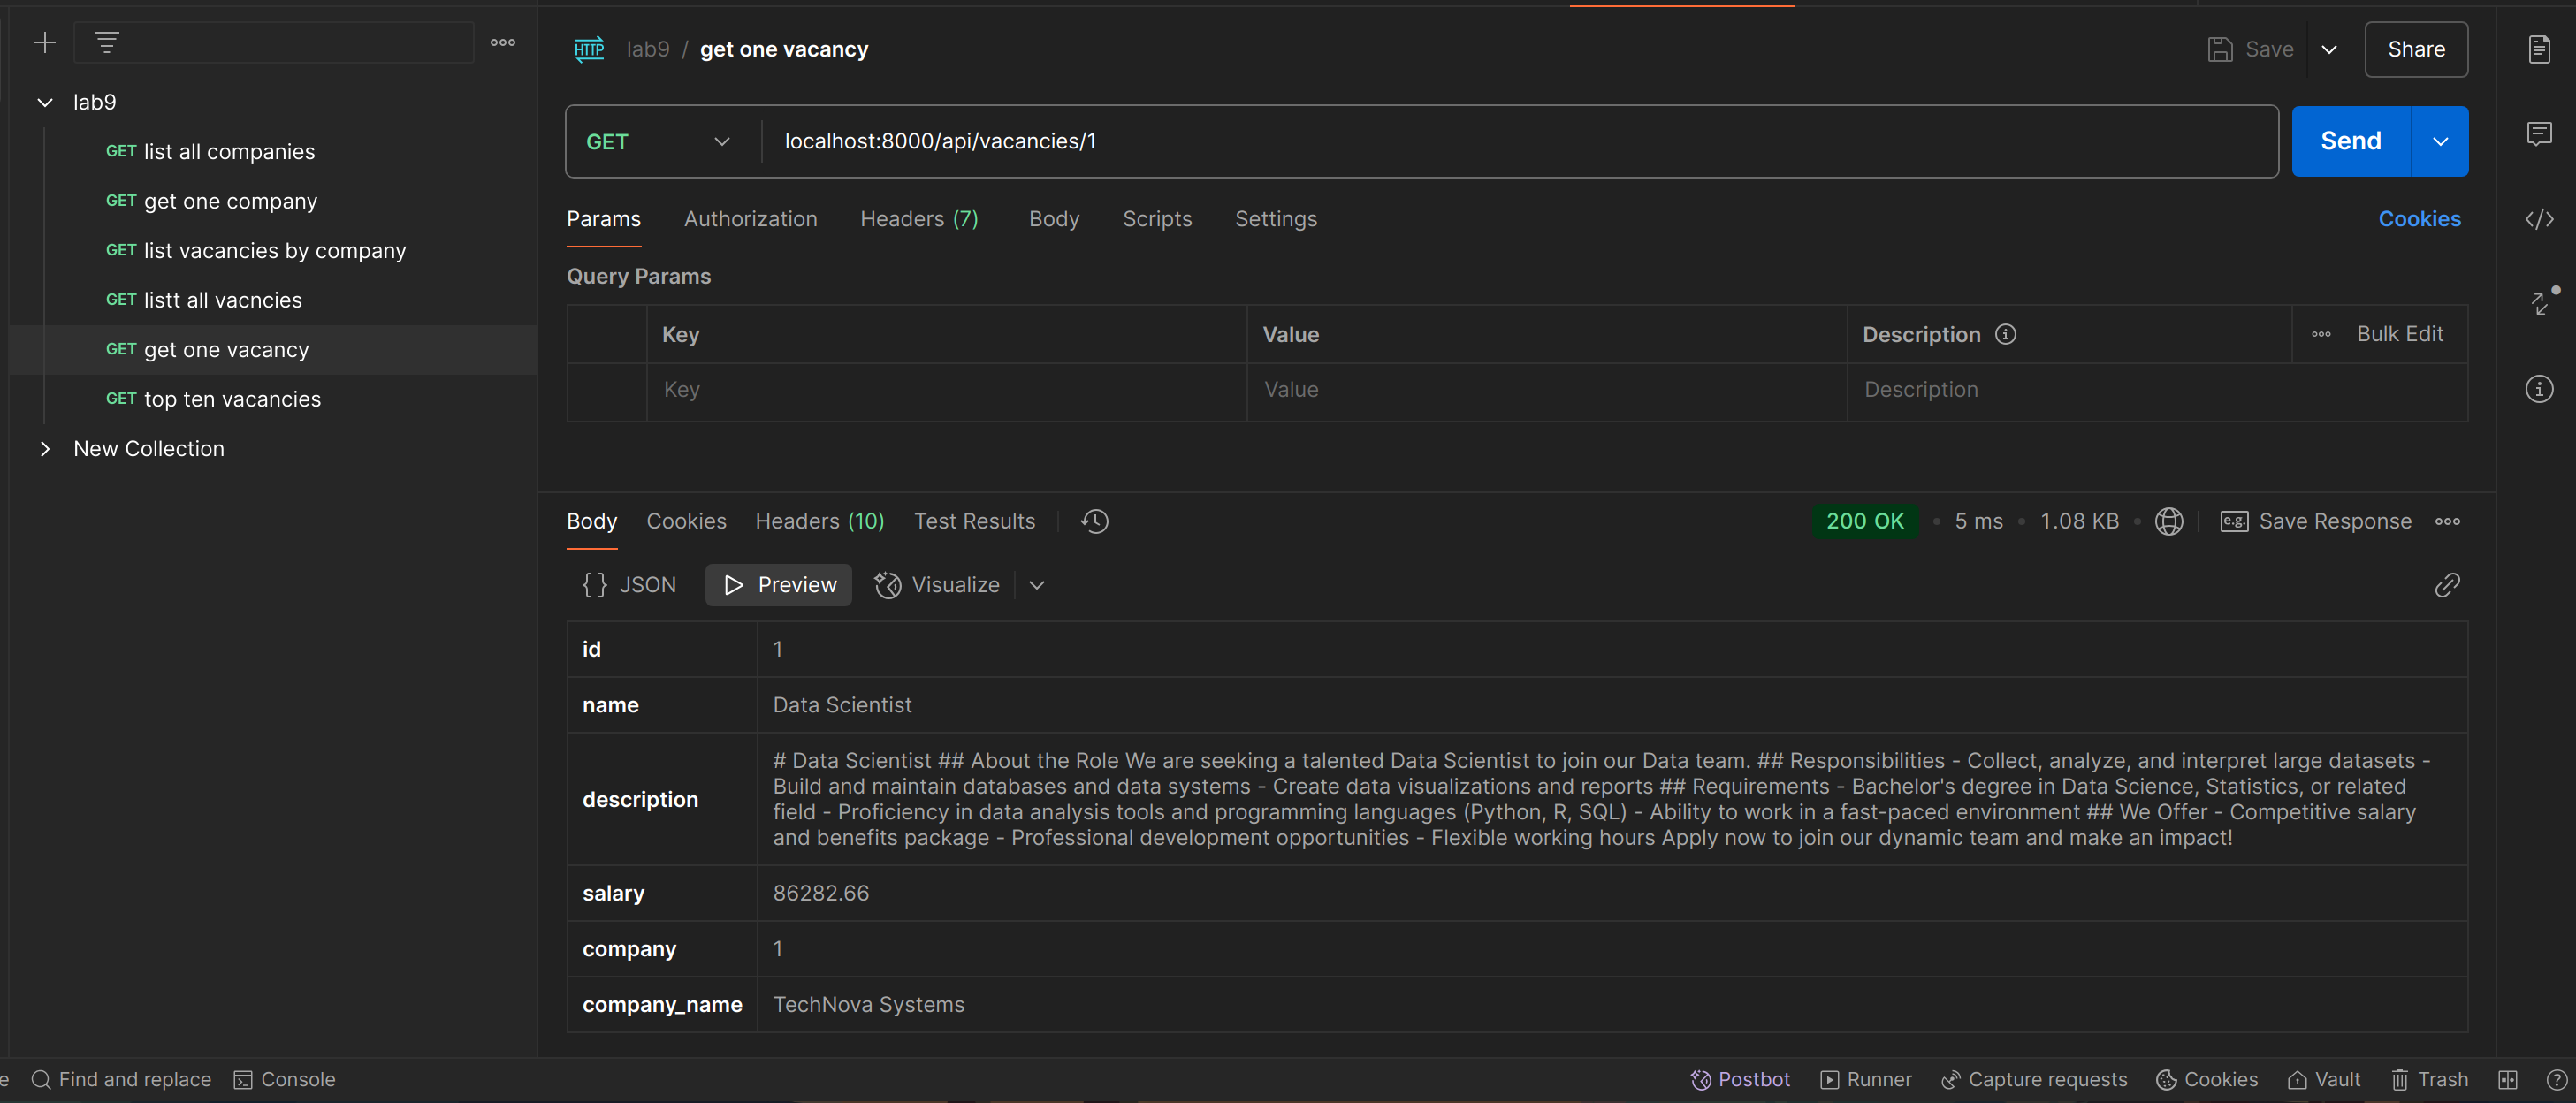 HTTP lab9 / get one vacancy
Save
Share
lab9
GET list all companies
GET get one company
GET list vacancies by company
GET listt all vacncies
GET get one vacancy
GET top ten vacancies
New Collection
GET localhost:8000/api/vacancies/1
Send
Params Authorization Headers (7) Body Scripts Settings
Cookies
Query Params
Key Value Description Bulk Edit
Key Value Description
Body Cookies Headers (10) Test Results
200 OK • 5 ms • 1.08 KB •
e.g. Save Response
{} JSON Preview Visualize
id 1
name Data Scientist
description
# Data Scientist ## About the Role We are seeking a talented Data Scientist to join our Data team. ## Responsibilities - Collect, analyze, and interpret large datasets -
Build and maintain databases and data systems - Create data visualizations and reports ## Requirements - Bachelor's degree in Data Science, Statistics, or related
field - Proficiency in data analysis tools and programming languages (Python, R, SQL) - Ability to work in a fast-paced environment ## We Offer - Competitive salary
and benefits package - Professional development opportunities - Flexible working hours Apply now to join our dynamic team and make an impact!
salary 86282.66
company 1
company_name TechNova Systems
e Find and replace Console
Postbot Runner Capture requests Cookies Vault Trash